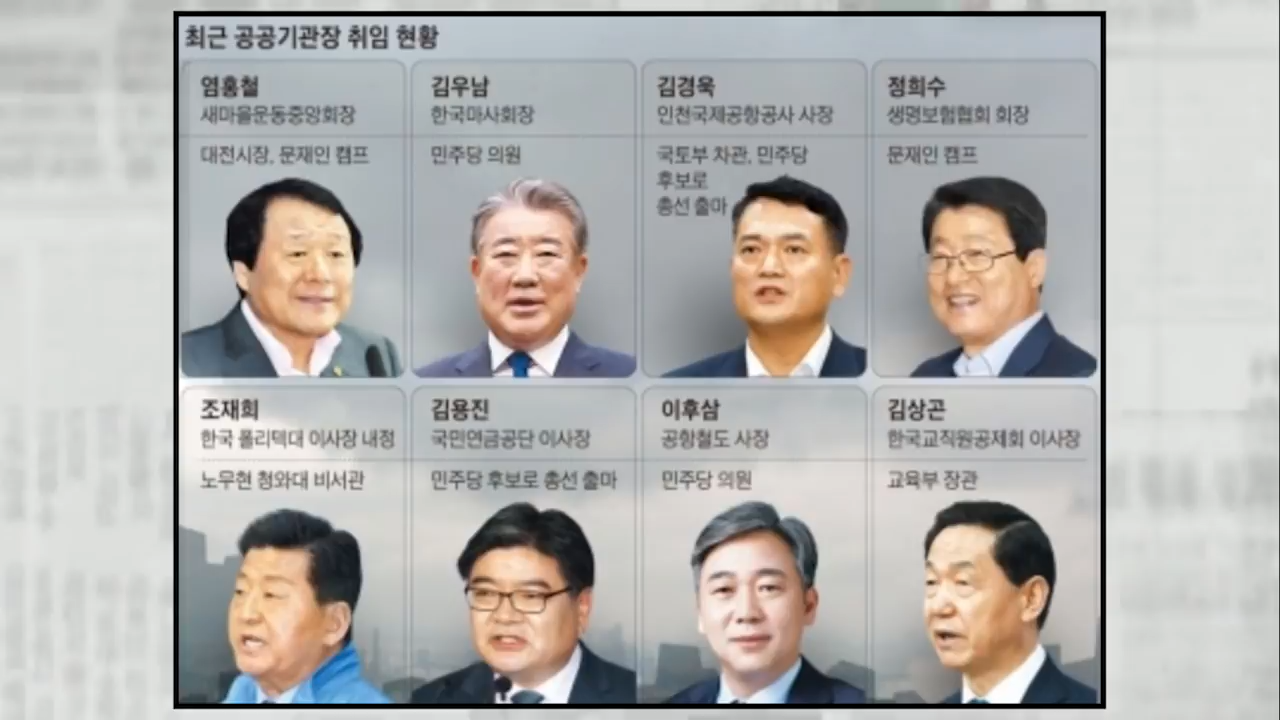 최근 공공기관장 취임 현황
염홍철
새마을운동중앙회장
대전시장, 문재인 캠프
김우남
한국마사회장
민주당 의원
김경욱
인천국제공항공사 사장
국토부 차관, 민주당
후보로
총선 출마
정희수
생명보험협회 회장
문재인 캠프
조재희
한국 폴리텍대 이사장 내정
노무현 청와대 비서관
김용진
국민연금공단 이사장
민주당 후보로 총선 출마
이후삼
공항철도 사장
민주당 의원
김상곤
한국교직원공제회 이사장
교육부 장관